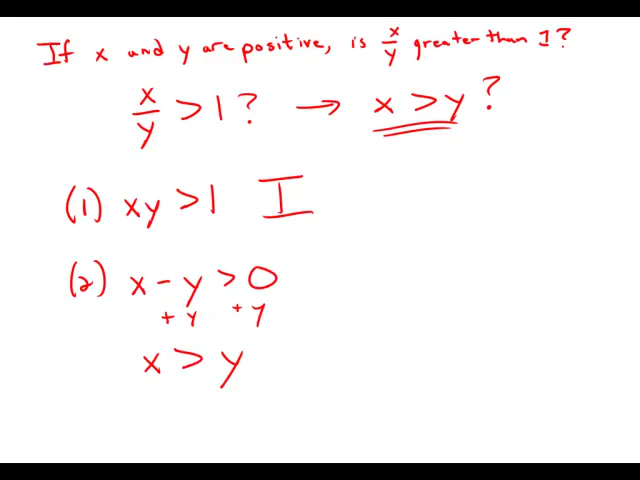 If x and y are positive, is x/y greater than 1?
x/y > 1? → x > y?
(1) xy > 1 I
(2) x - y > 0
+ y + y
x > y